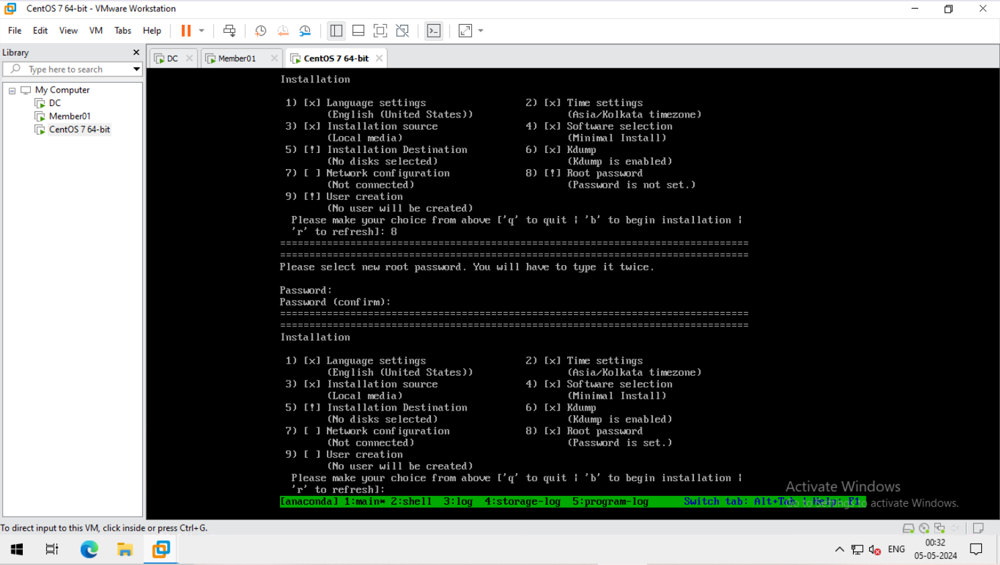 CentOS 7 64-bit - VMware Workstation
File Edit View VM Tabs Help
Library
Type here to search
My Computer
DC
Member01
CentOS 7 64-bit
DC Member01 CentOS 7 64-bit
Installation
1) [x] Language settings 2) [x] Time settings
(English (United States)) (Asia/Kolkata timezone)
3) [x] Installation source 4) [x] Software selection
(Local media) (Minimal Install)
5) [!] Installation Destination 6) [x] Kdump
(No disks selected) (Kdump is enabled)
7) [ ] Network configuration 8) [!] Root password
(Not connected) (Password is not set.)
9) [!] User creation
(No user will be created)
Please make your choice from above ['q' to quit | 'b' to begin installation |
'r' to refresh]: 8
================================================================================
================================================================================
Please select new root password. You will have to type it twice.
Password:
Password (confirm):
================================================================================
================================================================================
Installation
1) [x] Language settings 2) [x] Time settings
(English (United States)) (Asia/Kolkata timezone)
3) [x] Installation source 4) [x] Software selection
(Local media) (Minimal Install)
5) [!] Installation Destination 6) [x] Kdump
(No disks selected) (Kdump is enabled)
7) [ ] Network configuration 8) [x] Root password
(Not connected) (Password is set.)
9) [ ] User creation
(No user will be created)
Please make your choice from above ['q' to quit | 'b' to begin installation |
'r' to refresh]:
[anaconda] 1:main* 2:shell 3:log 4:storage-log 5:program-log Switch tab: Alt+Tab | Help: F1
Activate Windows
Go to Settings to activate Windows.
To direct input to this VM, click inside or press Ctrl+G.
ENG
00:32
05-05-2024